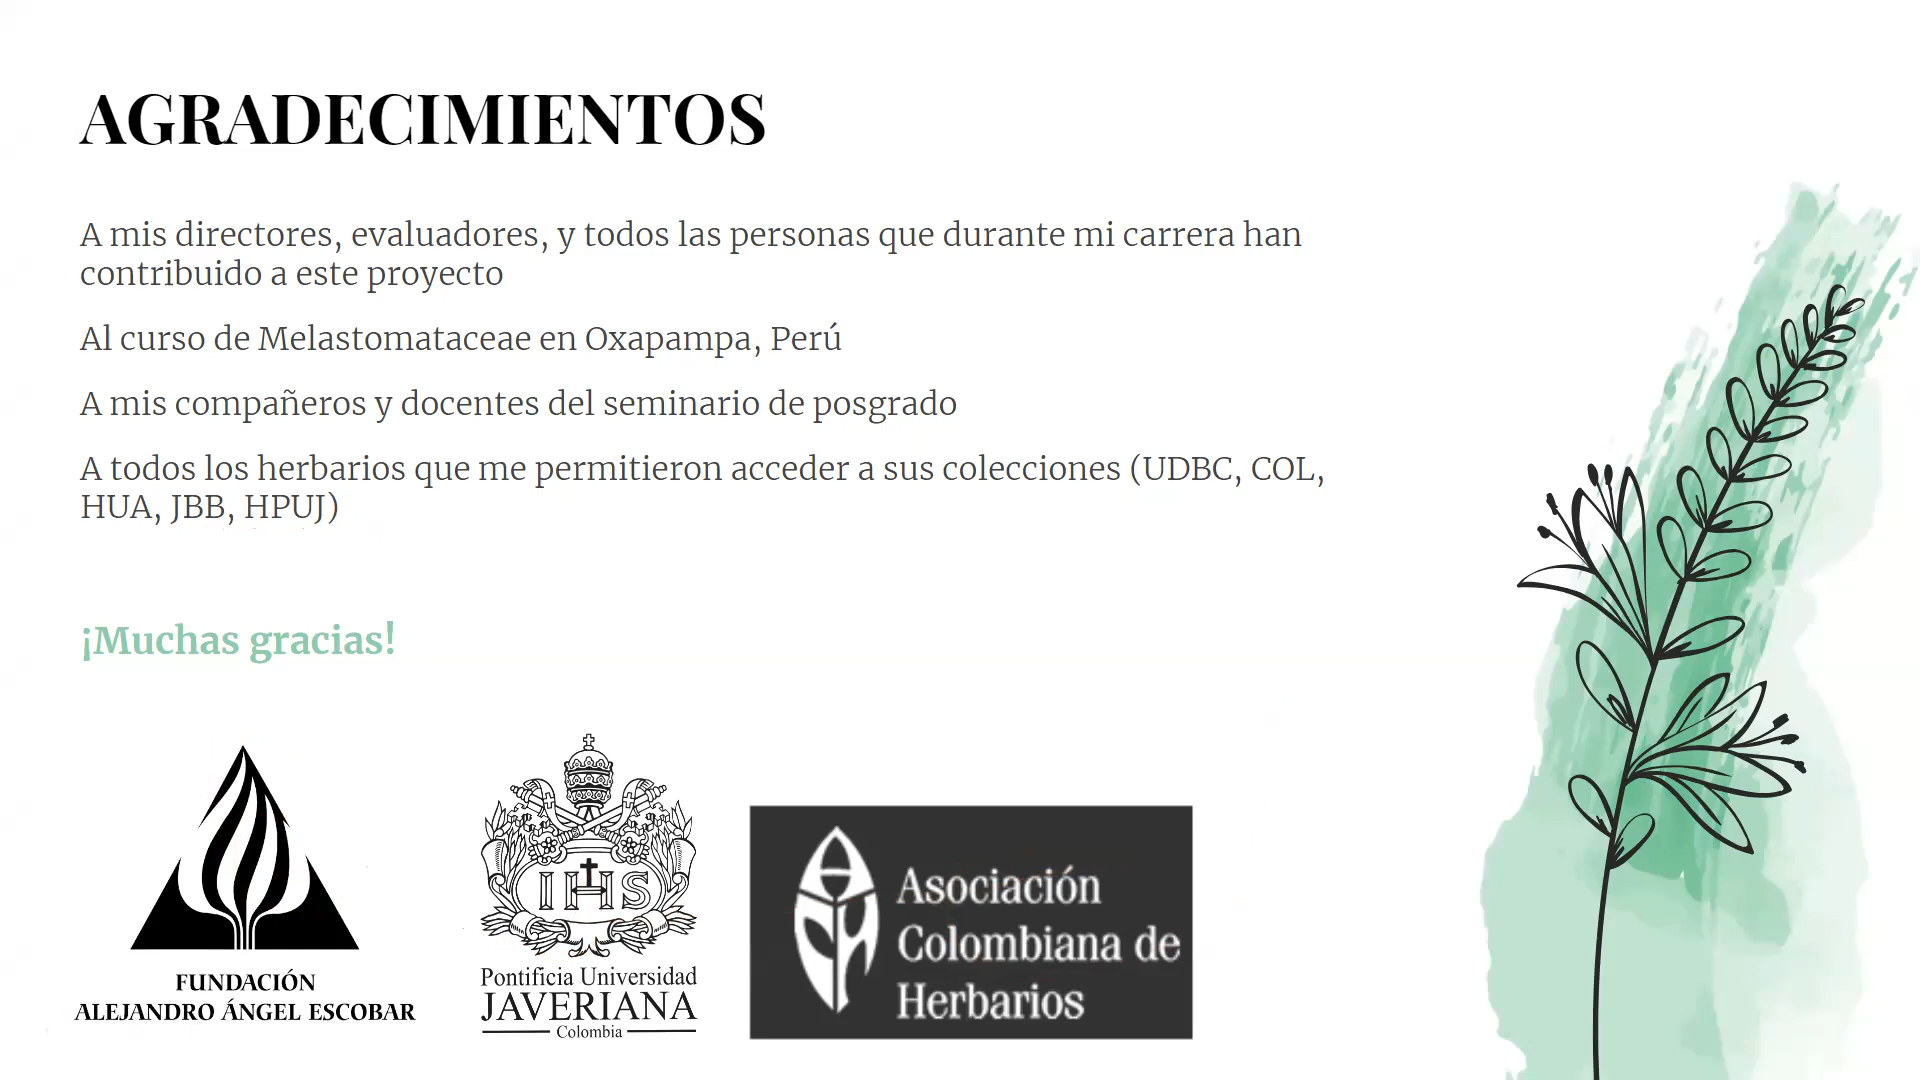 AGRADECIMIENTOS
A mis directores, evaluadores, y todos las personas que durante mi carrera han
contribuido a este proyecto
Al curso de Melastomataceae en Oxapampa, Perú
A mis compañeros y docentes del seminario de posgrado
A todos los herbarios que me permitieron acceder a sus colecciones (UDBC, COL,
HUA, JBB, HPUJ)
¡Muchas gracias!
FUNDACIÓN
ALEJANDRO ÁNGEL ESCOBAR
IHS
Pontificia Universidad
JAVERIANA
Colombia
Asociación
Colombiana de
Herbarios